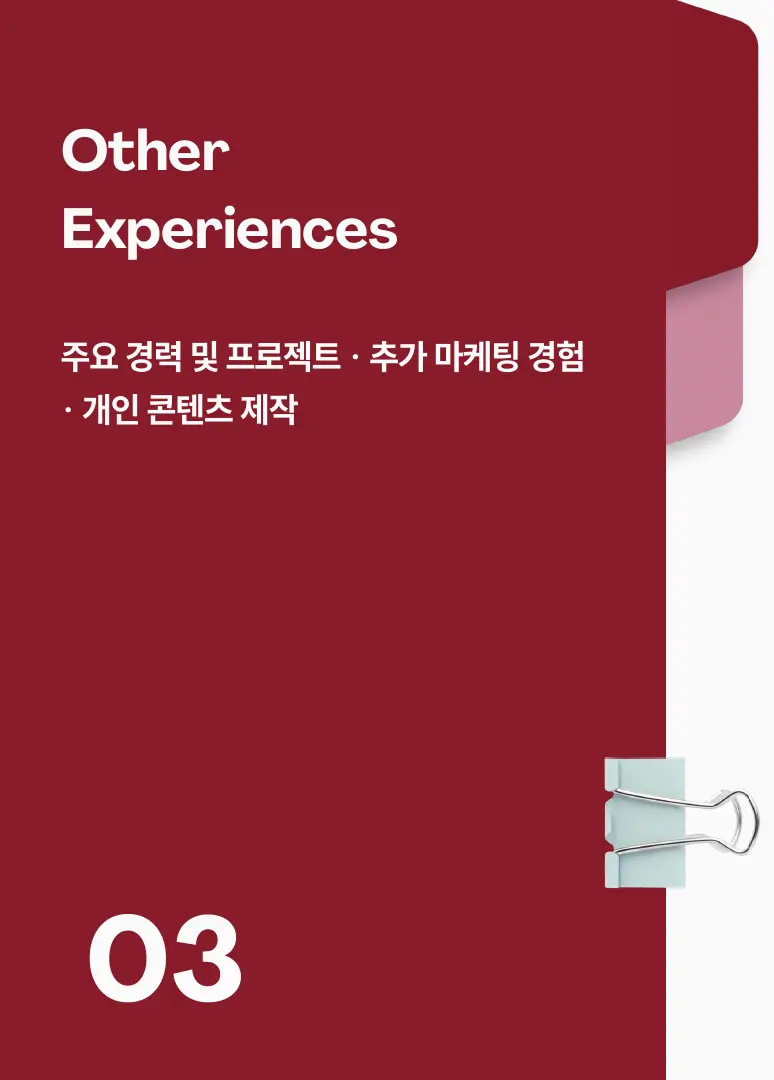 Other
Experiences
주요 경력 및 프로젝트 · 추가 마케팅 경험
· 개인 콘텐츠 제작
03